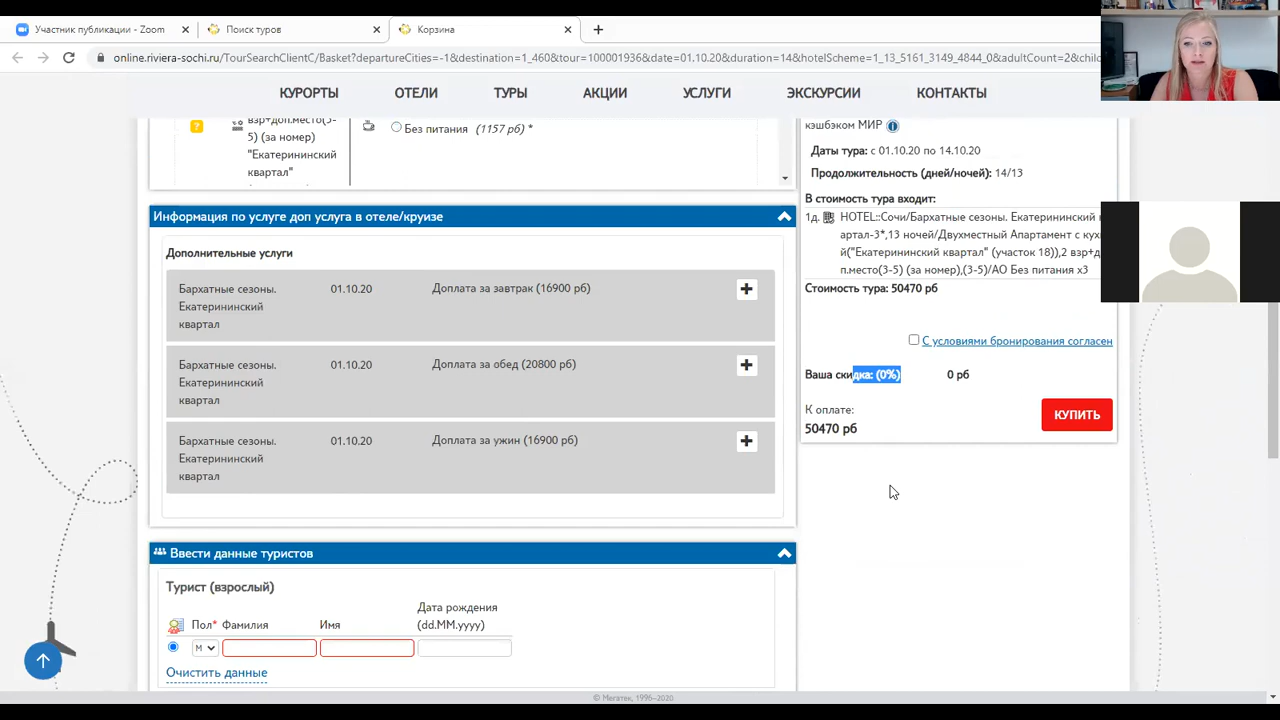 Участник публикации - Zoom
Поиск туров
Корзина
online.riviera-sochi.ru/TourSearchClientC/Basket?departureCities=-1&destination=1_460&tour=100001936&date=01.10.20&duration=14&hotelScheme=1_13_5161_3149_4844_0&adultCount=2&chilc
КУРОРТЫ
ОТЕЛИ
ТУРЫ
АКЦИИ
УСЛУГИ
ЭКСКУРСИИ
КОНТАКТЫ
взр+доп.место(3-
5) (за номер)
"Екатерининский
квартал"
Без питания (1157 рб) *
Информация по услуге доп услуга в отеле/круизе
Дополнительные услуги
Бархатные сезоны.
Екатерининский
квартал
01.10.20
Доплата за завтрак (16900 рб)
Бархатные сезоны.
Екатерининский
квартал
01.10.20
Доплата за обед (20800 рб)
Бархатные сезоны.
Екатерининский
квартал
01.10.20
Доплата за ужин (16900 рб)
Ввести данные туристов
Турист (взрослый)
Дата рождения
(dd.MM.yyyy)
Пол* Фамилия
Имя
М
Очистить данные
кэшбэком МИР
Даты тура: с 01.10.20 по 14.10.20
Продолжительность (дней/ночей): 14/13
В стоимость тура входит:
1д. HOTEL::Сочи/Бархатные сезоны. Екатерининский к
артал-3*,13 ночей/Двухместный Апартамент с кух
й("Екатерининский квартал" (участок 18)),2 взр+д
п.место(3-5) (за номер),(3-5)/АО Без питания x3
Стоимость тура: 50470 рб
С условиями бронирования согласен
Ваша скидка: (0%) 0 рб
К оплате:
50470 рб
КУПИТЬ
© Мегатек, 1996–2020